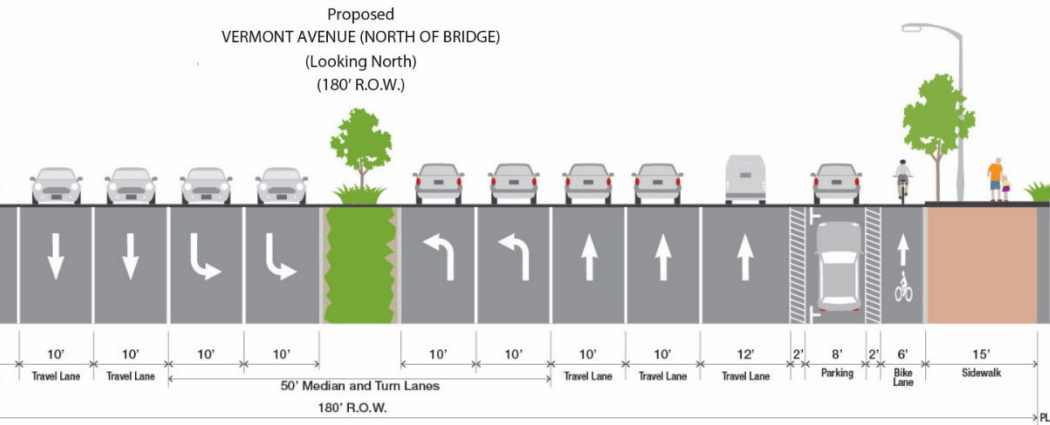 Proposed
VERMONT AVENUE (NORTH OF BRIDGE)
(Looking North)
(180' R.O.W.)
10' 10' 10' 10' 10' 10' 10' 10' 12' 2' 8' 2' 6' 15'
Travel Lane Travel Lane Travel Lane Travel Lane Travel Lane Parking Bike Sidewalk
Lane
50' Median and Turn Lanes
180' R.O.W.
PL